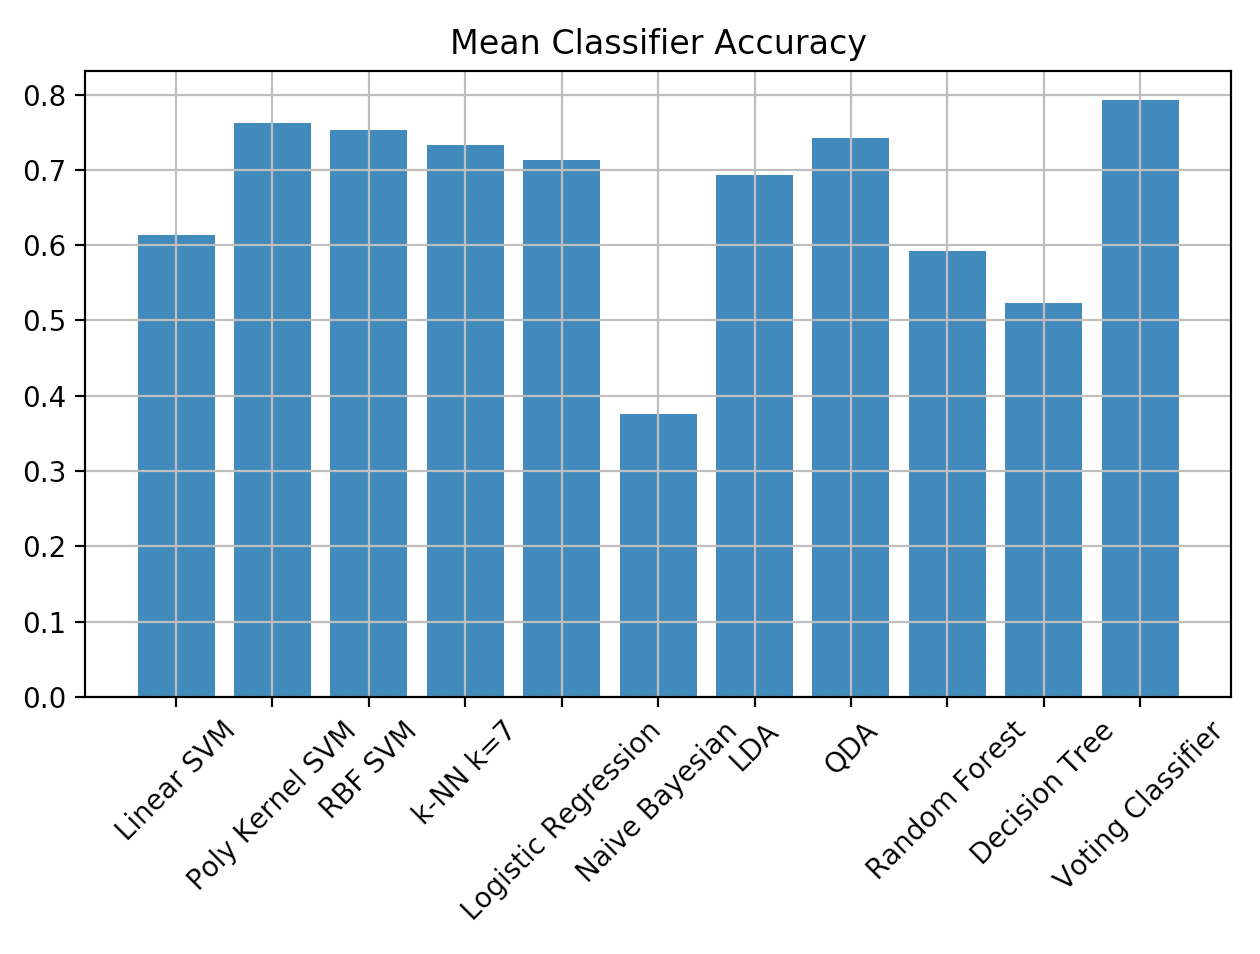 Mean Classifier Accuracy
0.8
0.7
0.6
0.5
0.4
0.3
0.2
0.1
0.0
Linear SVM
Poly Kernel SVM
RBF SVM
k-NN k=7
Logistic Regression
Naive Bayesian
LDA
QDA
Random Forest
Decision Tree
Voting Classifier